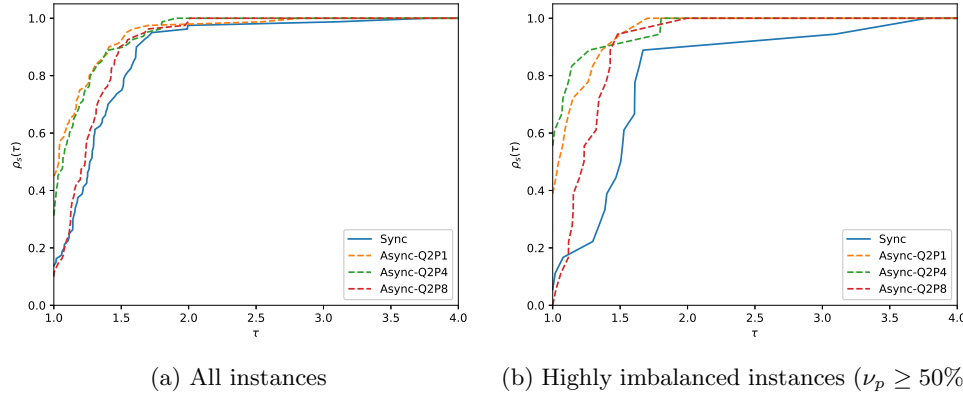 1.0
0.8
0.6
0.4
0.2
0.0
ρs(τ)
1.0 1.5 2.0 2.5 3.0 3.5 4.0
τ
Sync
Async-Q2P1
Async-Q2P4
Async-Q2P8
(a) All instances
1.0
0.8
0.6
0.4
0.2
0.0
ρs(τ)
1.0 1.5 2.0 2.5 3.0 3.5 4.0
τ
Sync
Async-Q2P1
Async-Q2P4
Async-Q2P8
(b) Highly imbalanced instances (νp ≥ 50%